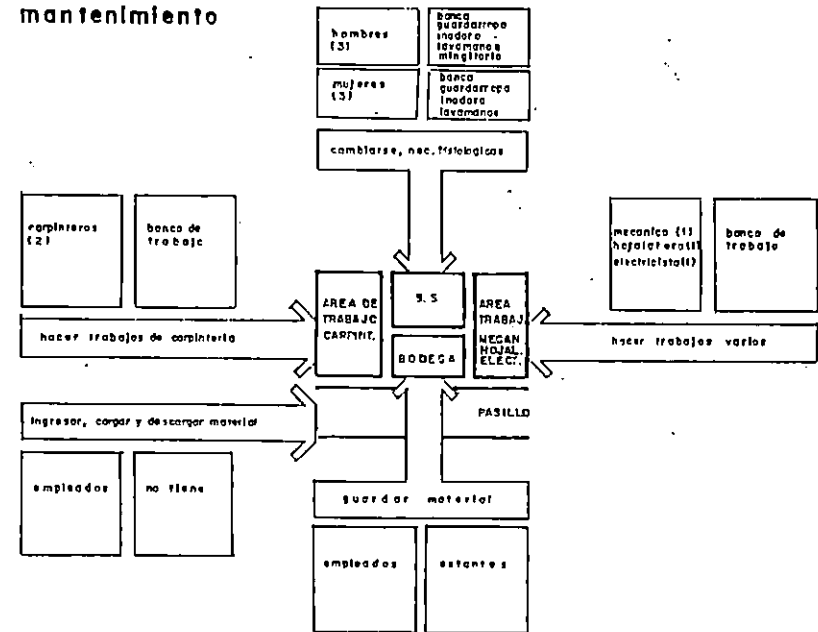 mantenimiento
hombres
(3)
banca
guardarropa
inodoro
lavamanos
mingitorio
mujeres
(3)
banca
guardarropa
inodoro
lavamanos
cambiarse, nec. fisiologicas
carpinteros
(2)
banco de
trabajo
mecanico (1)
hojalatero(1)
electricista(1)
banco de
trabajo
AREA DE
TRABAJO
CARPINT.
S.S
BODEGA
AREA
TRABAJ.
MECAN
HOJAL.
ELECT.
hacer trabajos de carpinteria
hacer trabajos varios
PASILLO
ingresar, cargar y descargar material
empleados
no tiene
guardar material
empleados
estantes